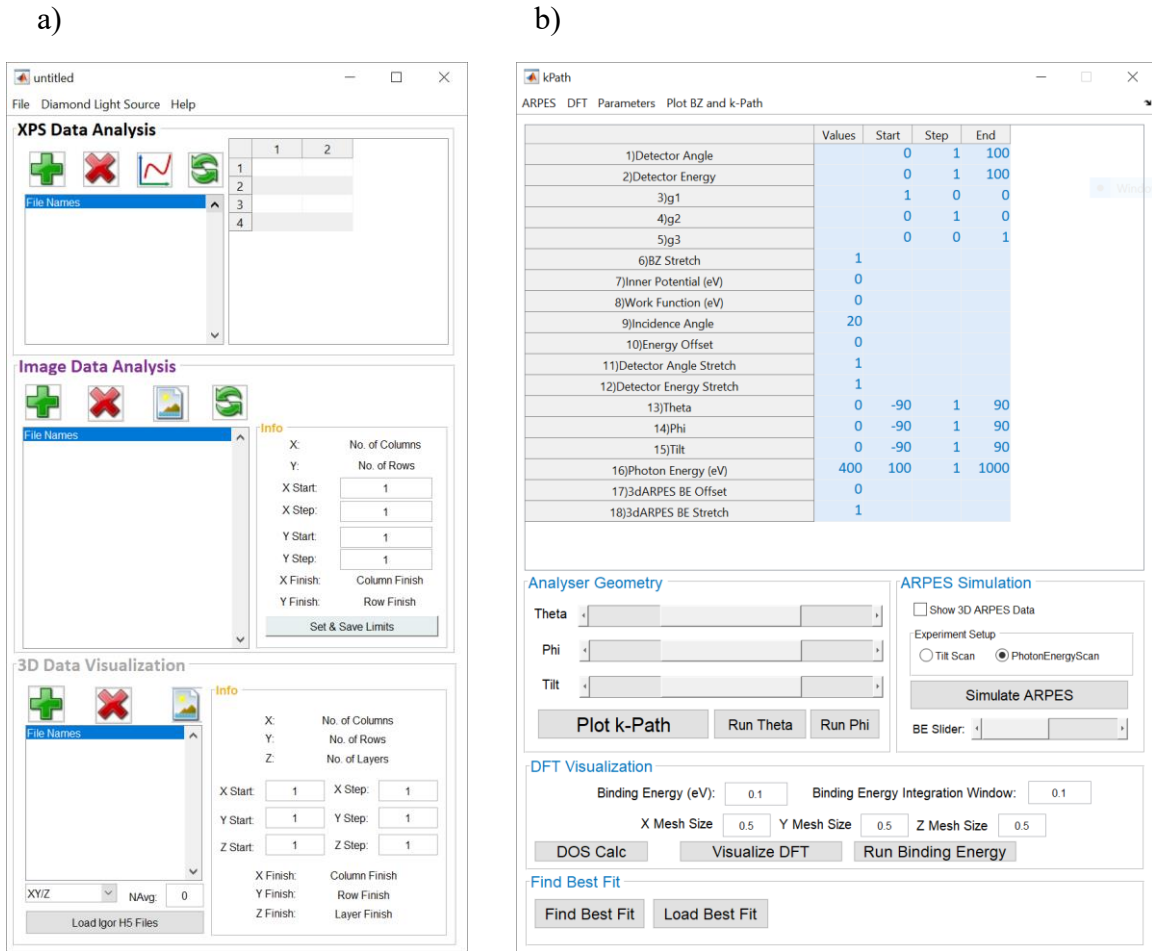 a)
b)
untitled
File Diamond Light Source Help
XPS Data Analysis
1 2
File Names
1
2
3
4
Image Data Analysis
File Names
Info
X: No. of Columns
Y: No. of Rows
X Start: 1
X Step: 1
Y Start: 1
Y Step: 1
X Finish: Column Finish
Y Finish: Row Finish
Set & Save Limits
3D Data Visualization
File Names
Info
X: No. of Columns
Y: No. of Rows
Z: No. of Layers
X Start: 1 X Step: 1
Y Start: 1 Y Step: 1
Z Start: 1 Z Step: 1
X Finish: Column Finish
Y Finish: Row Finish
Z Finish: Layer Finish
XY/Z NAvg: 0
Load Igor H5 Files
kPath
ARPES DFT Parameters Plot BZ and k-Path
Values Start Step End
1)Detector Angle 0 1 100
2)Detector Energy 0 1 100
3)g1 1 0 0
4)g2 0 1 0
5)g3 0 0 1
6)BZ Stretch 1
7)Inner Potential (eV) 0
8)Work Function (eV) 0
9)Incidence Angle 20
10)Energy Offset 0
11)Detector Angle Stretch 1
12)Detector Energy Stretch 1
13)Theta 0 -90 1 90
14)Phi 0 -90 1 90
15)Tilt 0 -90 1 90
16)Photon Energy (eV) 400 100 1 1000
17)3dARPES BE Offset 0
18)3dARPES BE Stretch 1
Analyser Geometry
Theta
Phi
Tilt
Plot k-Path Run Theta Run Phi
ARPES Simulation
Show 3D ARPES Data
Experiment Setup
Tilt Scan PhotonEnergyScan
Simulate ARPES
BE Slider:
DFT Visualization
Binding Energy (eV): 0.1 Binding Energy Integration Window: 0.1
X Mesh Size 0.5 Y Mesh Size 0.5 Z Mesh Size 0.5
DOS Calc Visualize DFT Run Binding Energy
Find Best Fit
Find Best Fit Load Best Fit